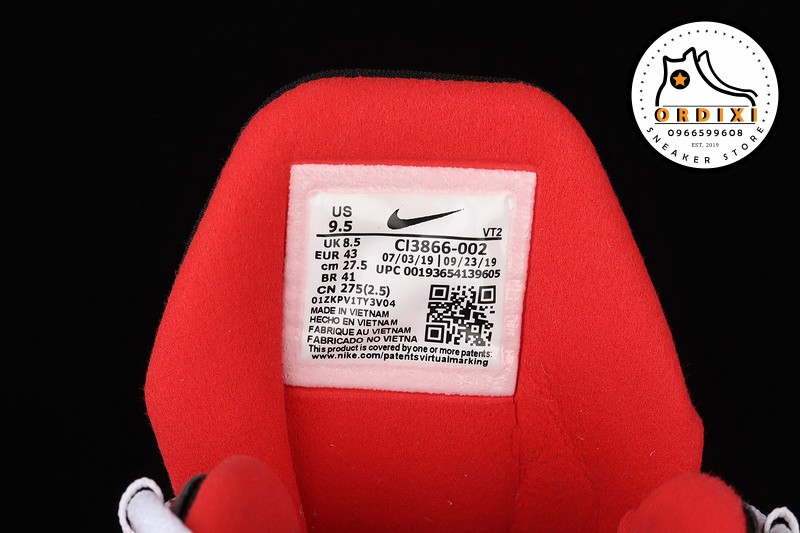 ORDIXI
0966599608
EST. 2019
SNEAKER STORE
US
9.5
VT2
UK 8.5
EUR 43
cm 27.5
BR 41
CN 275(2.5)
CI3866-002
07/03/19 | 09/23/19
UPC 00193654139605
01ZKPV1TY3V04
MADE IN VIETNAM
HECHO EN VIETNAM
FABRIQUE AU VIETNAM
FABRICADO NO VIETNA
This product is covered by one or more patents:
www.nike.com/patentsvirtualmarking